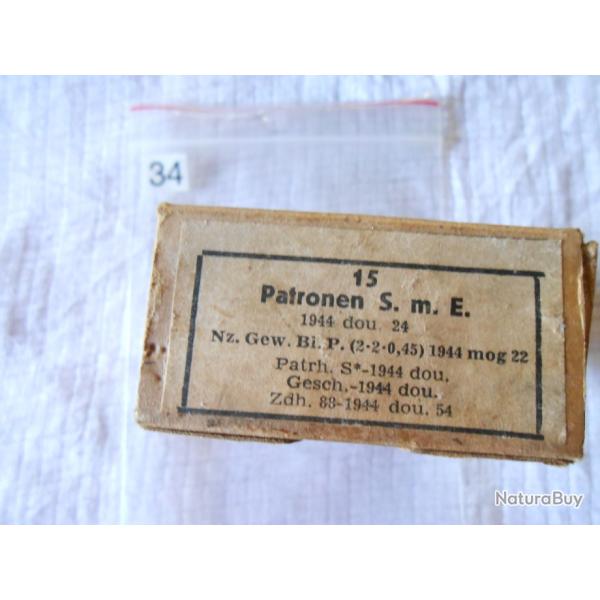 34
15
Patronen S. m. E.
1944 dou. 24
Nz. Gew. Bl. P. (2·2·0,45) 1944 mog 22
Patrh. S*-1944 dou.
Gesch.-1944 dou.
Zdh. 88-1944 dou. 54
NaturaBuy